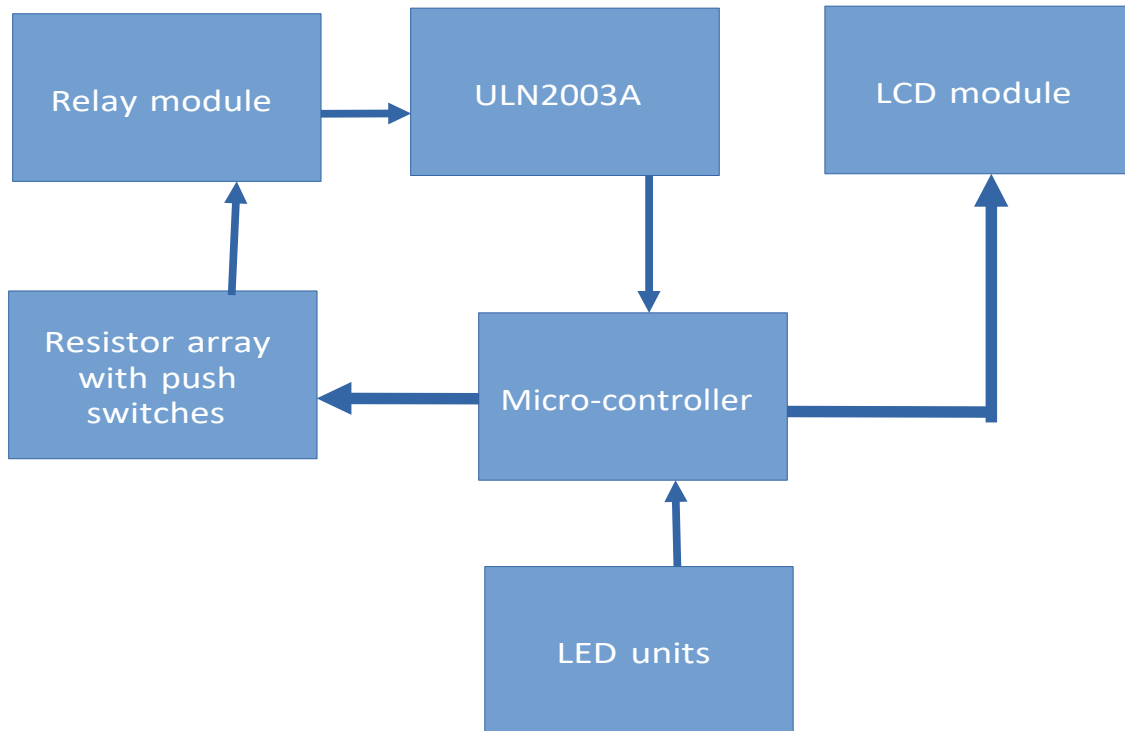 Relay module
ULN2003A
LCD module
Resistor array
with push
switches
Micro-controller
LED units